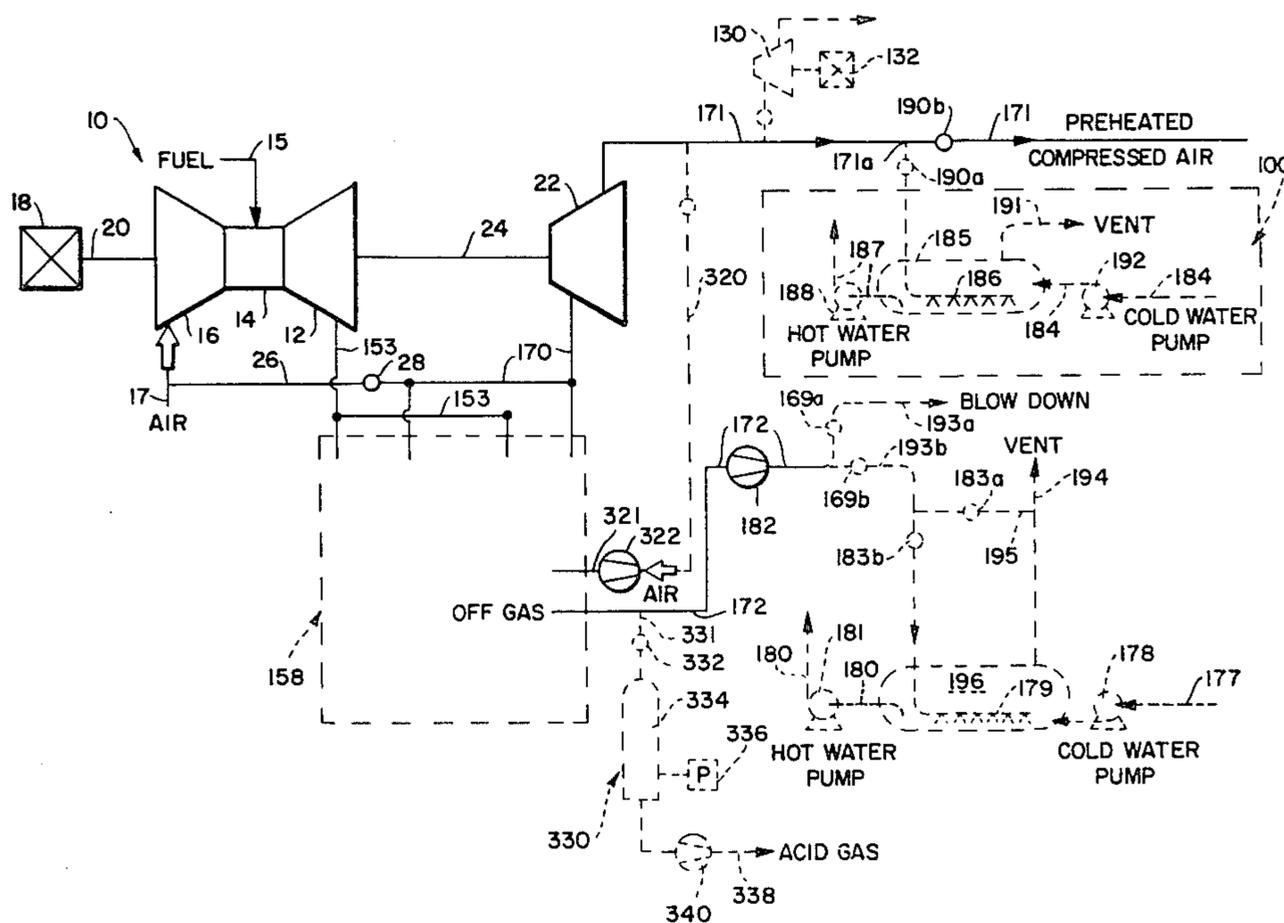 130
132
10
FUEL
15
171
190b
171
PREHEATED
COMPRESSED AIR
171a
190a
100
18
20
22
24
191
VENT
185
187
192
184
188
186
184
HOT WATER
PUMP
COLD WATER
PUMP
320
16
14
12
153
170
26
28
17
AIR
153
169a
BLOW DOWN
193a
172
172
193b
VENT
169b
183a
194
182
195
183b
321
322
AIR
OFF GAS
172
158
331
332
180
181
180
196
179
178
177
334
HOT WATER
PUMP
COLD WATER
PUMP
P
336
330
ACID GAS
338
340